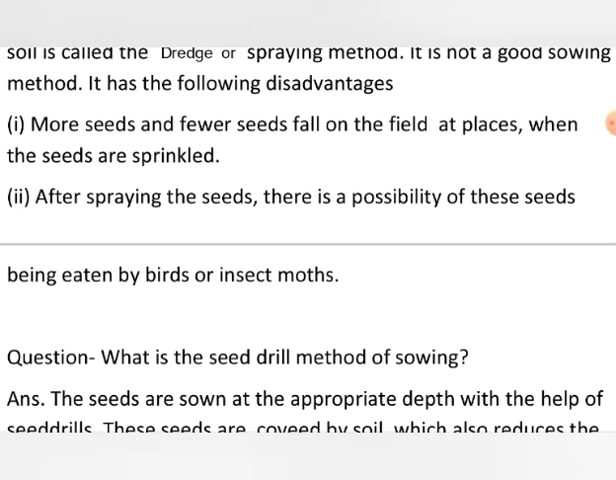 soil is called the Dredge or spraying method. It is not a good sowing
method. It has the following disadvantages
(i) More seeds and fewer seeds fall on the field at places, when
the seeds are sprinkled.
(ii) After spraying the seeds, there is a possibility of these seeds
being eaten by birds or insect moths.
Question- What is the seed drill method of sowing?
Ans. The seeds are sown at the appropriate depth with the help of
seeddrills. These seeds are coveed by soil which also reduces the